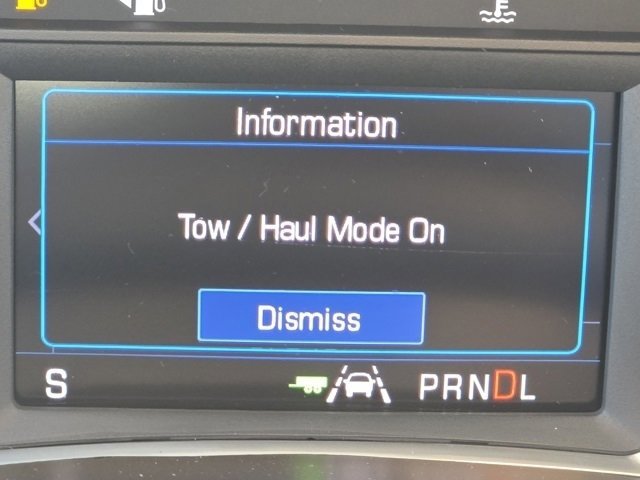 Information
Tow / Haul Mode On
Dismiss
S PRNDL